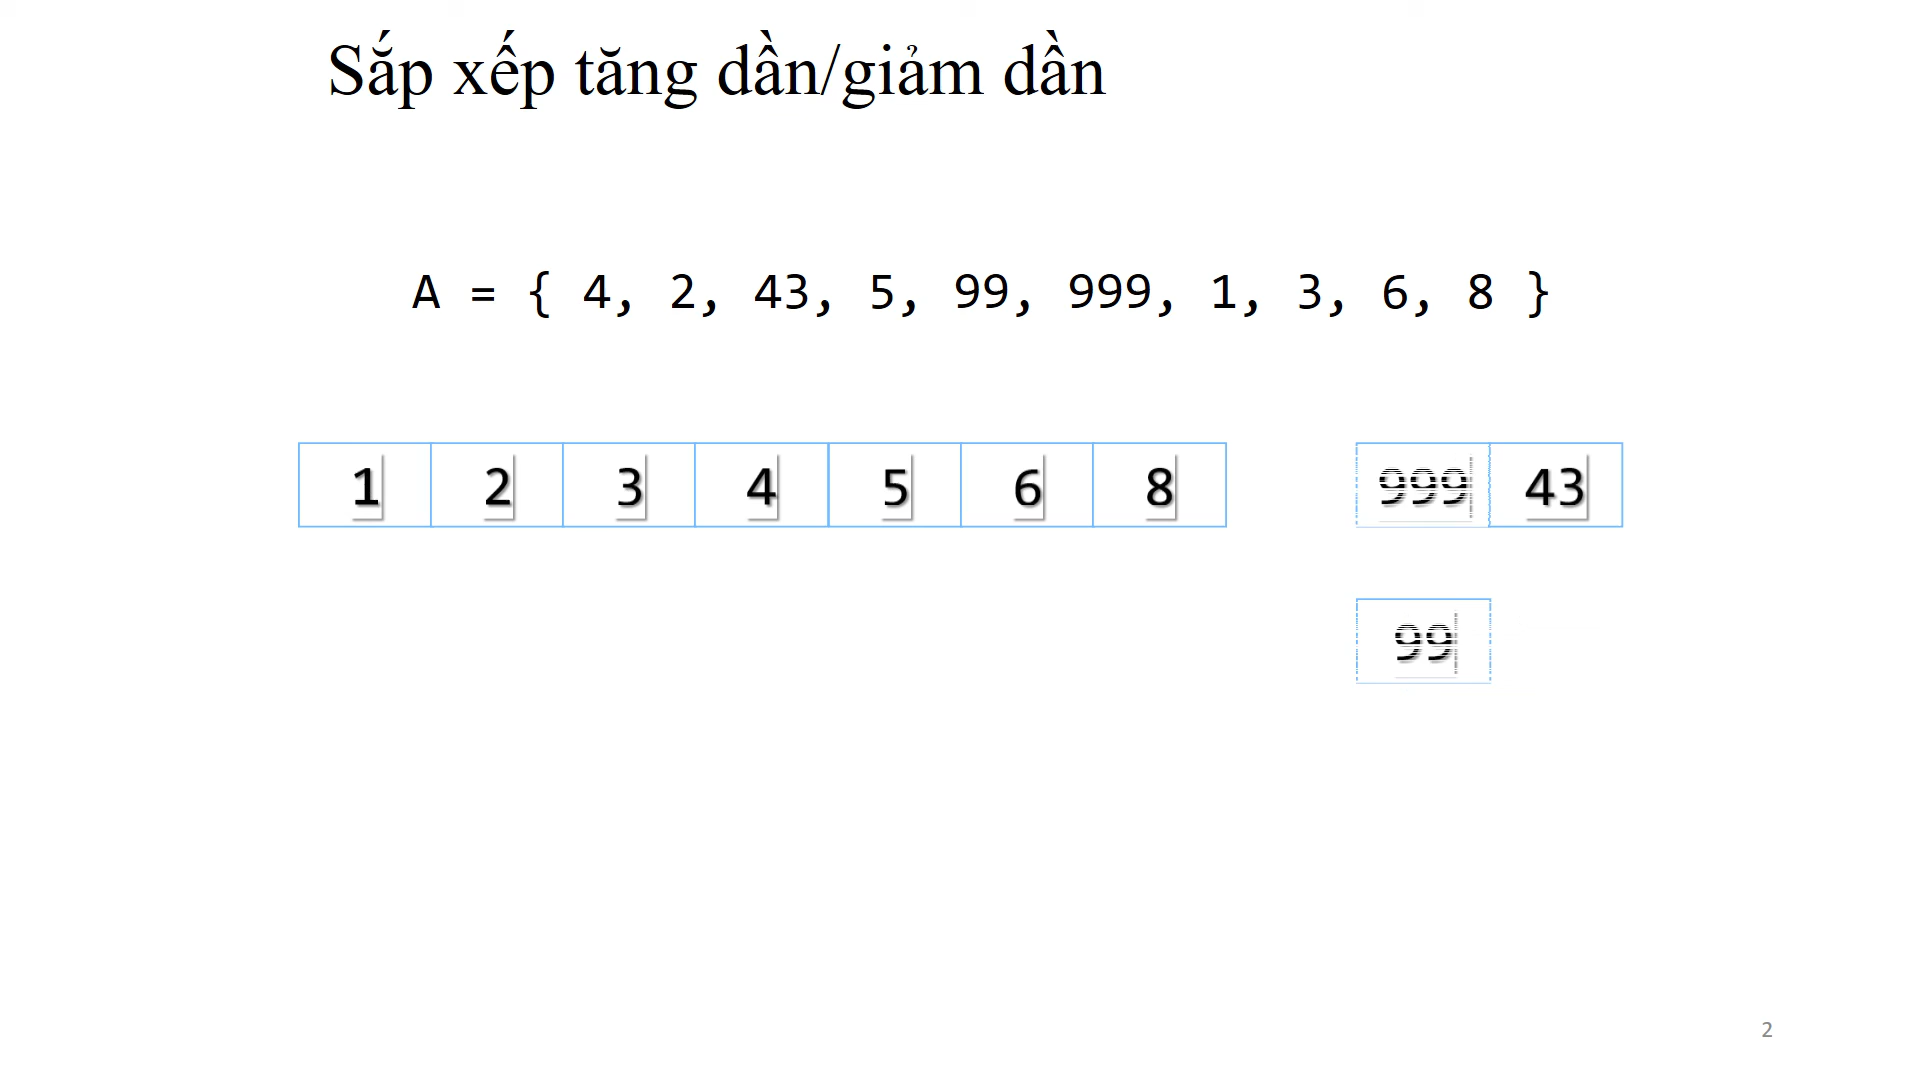 Sắp xếp tăng dần/giảm dần
A = { 4, 2, 43, 5, 99, 999, 1, 3, 6, 8 }
1 2 3 4 5 6 8 999 43
99
2